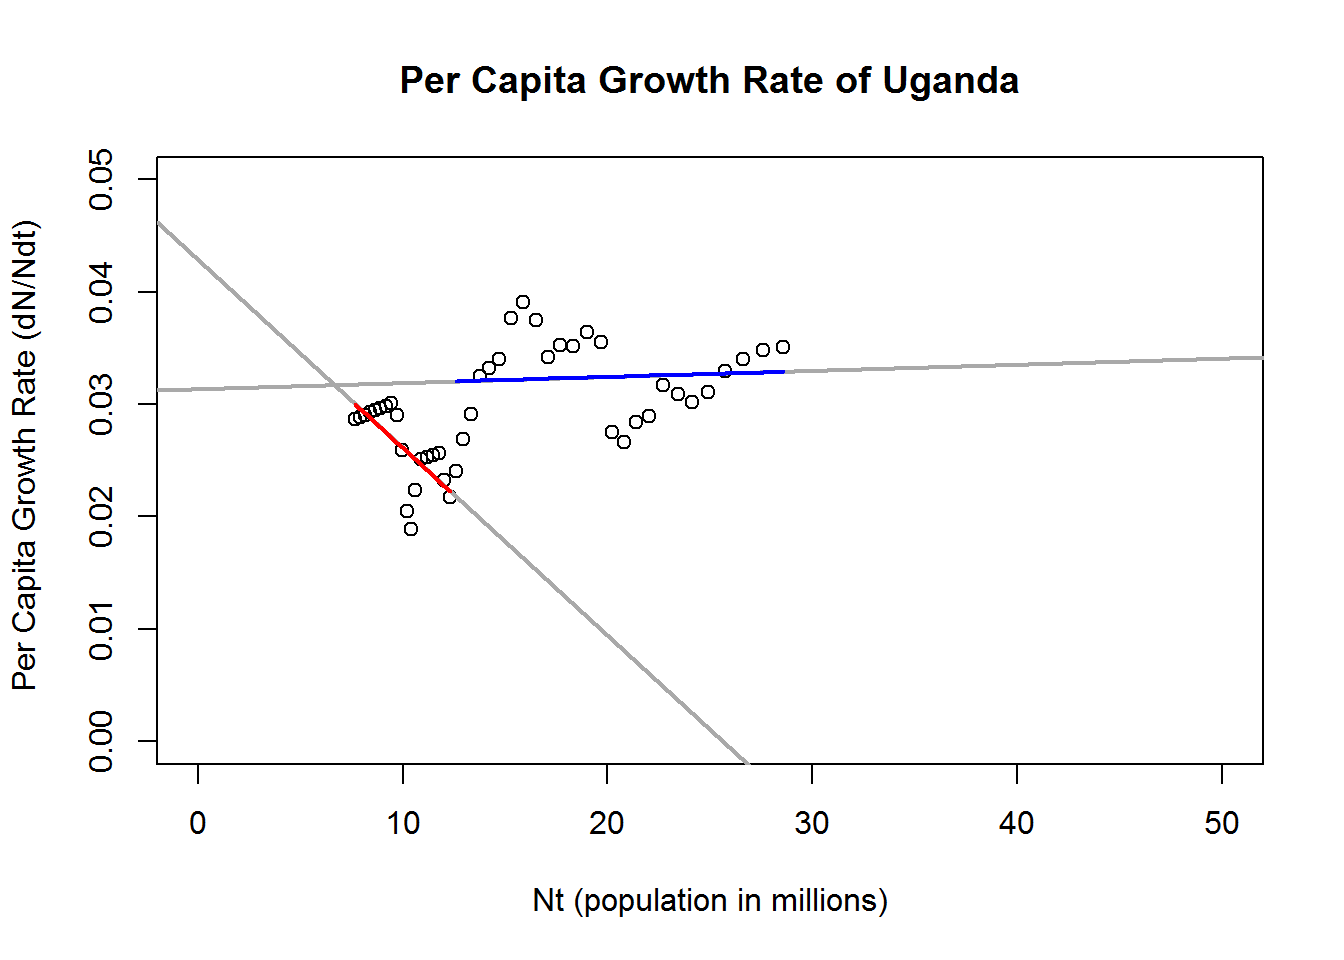 Per Capita Growth Rate of Uganda
Per Capita Growth Rate (dN/Ndt)
0.05
0.04
0.03
0.02
0.01
0.00
0 10 20 30 40 50
Nt (population in millions)